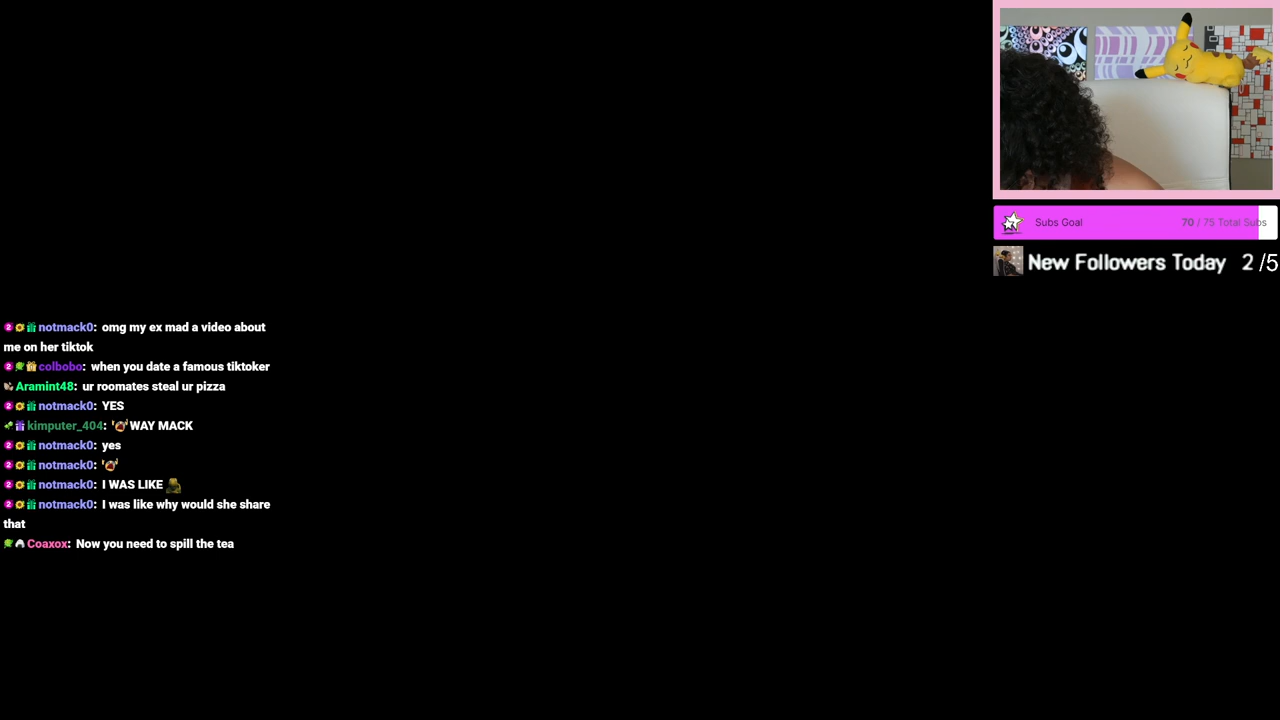 Subs Goal 70 / 75 Total Subs
New Followers Today 2 /5
notmack0: omg my ex mad a video about
me on her tiktok
colbobo: when you date a famous tiktoker
Aramint48: ur roomates steal ur pizza
notmack0: YES
kimputer_404: WAY MACK
notmack0: yes
notmack0:
notmack0: I WAS LIKE
notmack0: I was like why would she share
that
Coaxox: Now you need to spill the tea